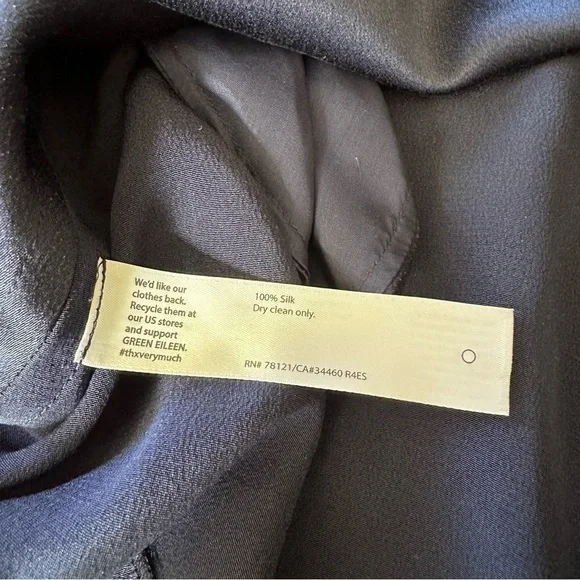 We'd like our
clothes back.
Recycle them at
our US stores
and support
GREEN EILEEN.
#thxverymuch
100% Silk
Dry clean only.
RN# 78121/CA#34460 R4ES